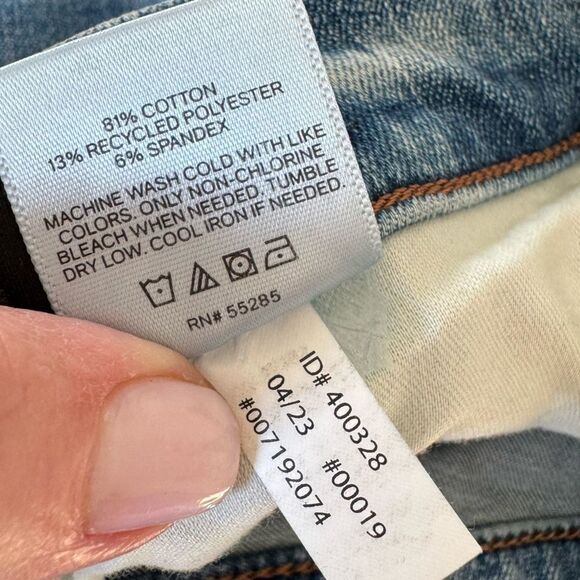 81% COTTON
13% RECYCLED POLYESTER
6% SPANDEX
MACHINE WASH COLD WITH LIKE
COLORS. ONLY NON-CHLORINE
BLEACH WHEN NEEDED. TUMBLE
DRY LOW. COOL IRON IF NEEDED.
RN# 55285
ID# 400328
04/23 #00019
#007192074